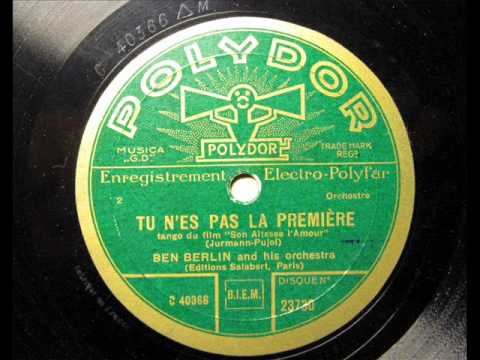 C 40366 △ M
POLYDOR
MUSICA
„G.D"
POLYDOR
TRADE MARK
REGD
Enregistrement Electro-Polyfar
2
Orchestre
TU N'ES PAS LA PREMIÈRE
tango du film "Son Altesse l'Amour"
(Jurmann-Pujol)
BEN BERLIN and his orchestra
(Editions Salabert, Paris)
C 40366
B.I.E.M.
DISQUE No
23730